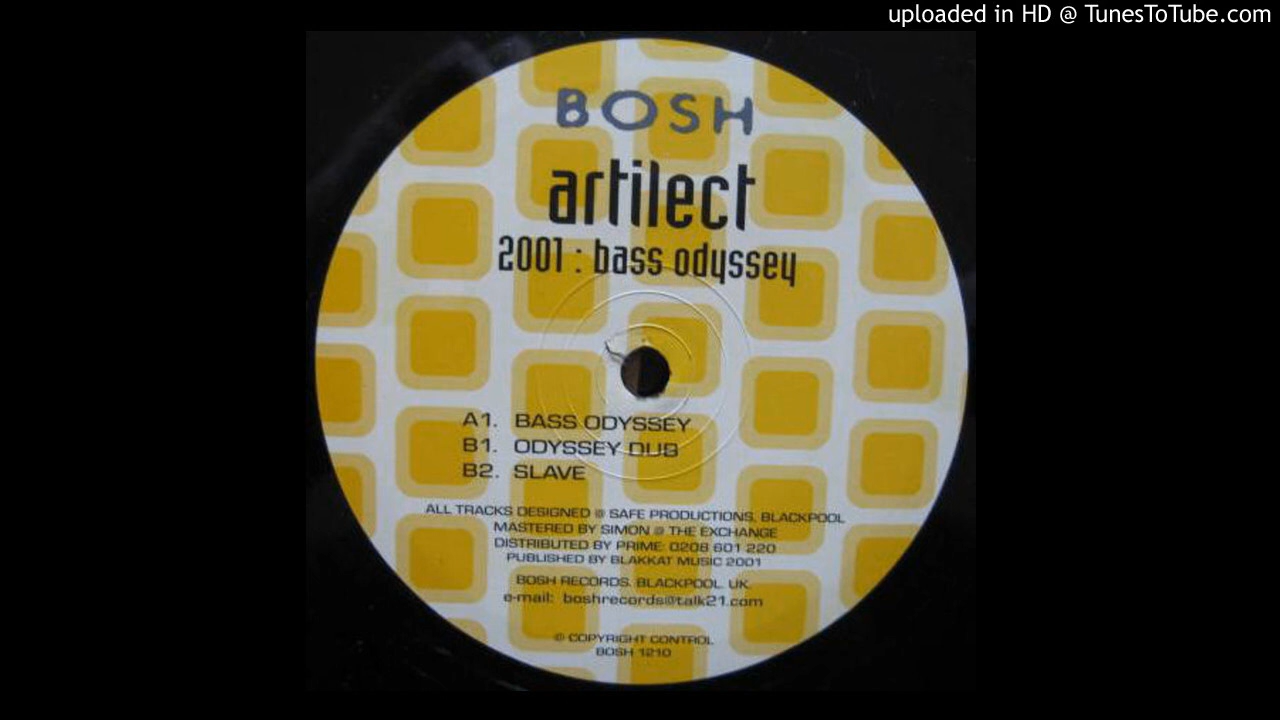 uploaded in HD @ TunesToTube.com
BOSH
artilect
2001 : bass odyssey
A1. BASS ODYSSEY
B1. ODYSSEY DUB
B2. SLAVE
ALL TRACKS DESIGNED @ SAFE PRODUCTIONS, BLACKPOOL
MASTERED BY SIMON @ THE EXCHANGE
DISTRIBUTED BY PRIME: 0208 601 220
PUBLISHED BY BLAKKAT MUSIC 2001
BOSH RECORDS. BLACKPOOL. UK.
e-mail: boshrecords@talk21.com
© COPYRIGHT CONTROL
BOSH 1210